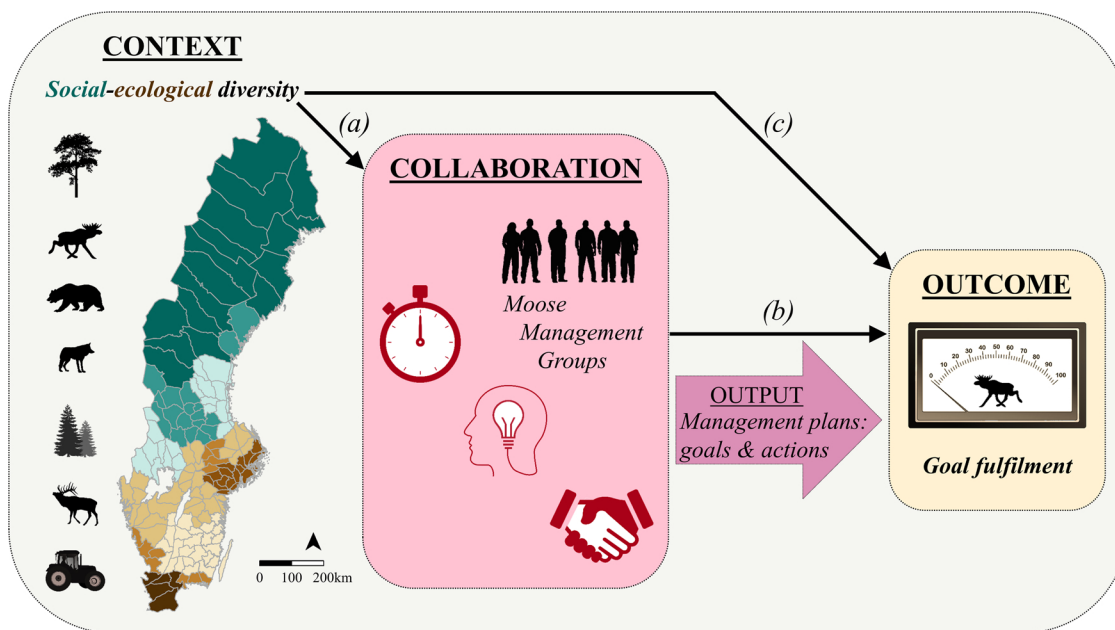 CONTEXT
Social-ecological diversity
(a)
(c)
COLLABORATION
Moose
Management
Groups
(b)
OUTPUT
Management plans:
goals & actions
OUTCOME
0 10 20 30 40 50 60 70 80 90 100
Goal fulfilment
0 100 200km